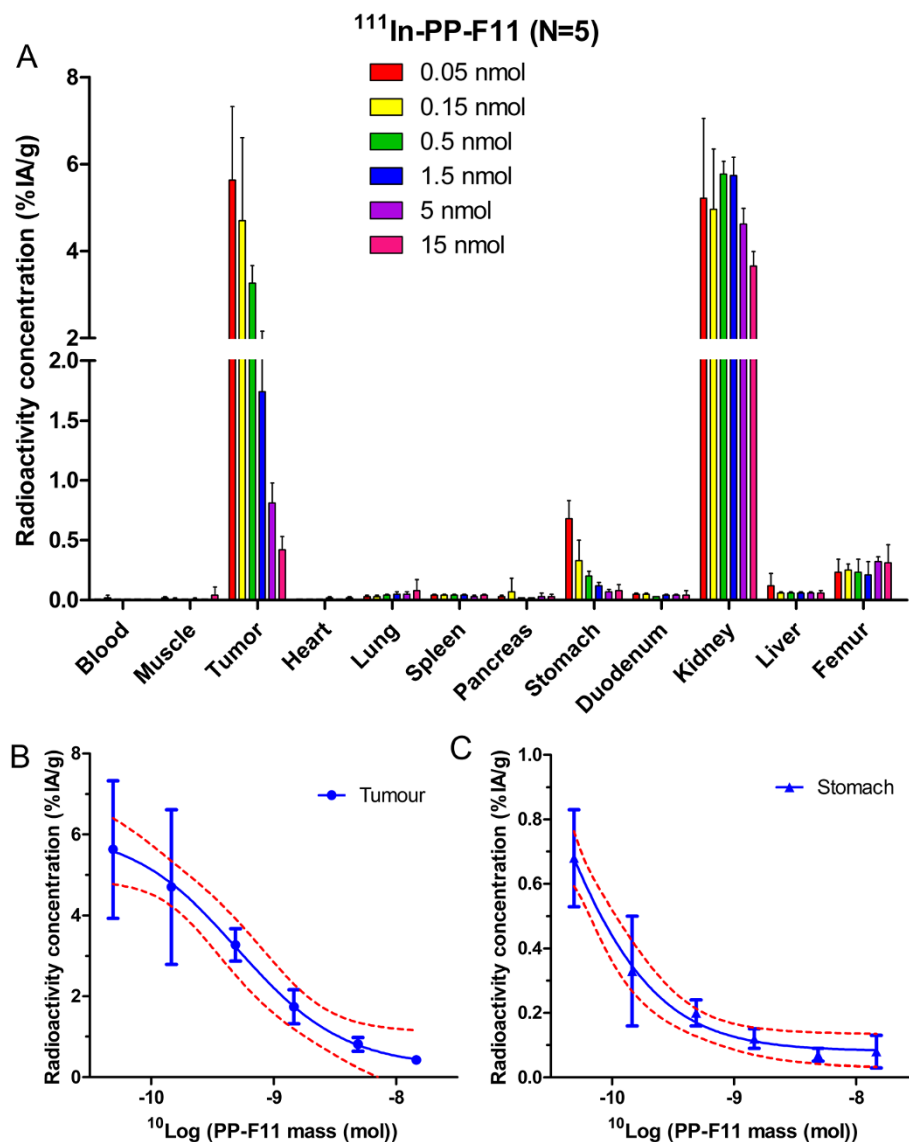 ¹¹¹In-PP-F11 (N=5)
A
0.05 nmol
0.15 nmol
0.5 nmol
1.5 nmol
5 nmol
15 nmol
Radioactivity concentration (%IA/g)
8
6
4
2
2.0
1.5
1.0
0.5
0.0
Blood
Muscle
Tumor
Heart
Lung
Spleen
Pancreas
Stomach
Duodenum
Kidney
Liver
Femur
B
Radioactivity concentration (%IA/g)
8
6
4
2
0
Tumour
-10
-9
-8
¹⁰Log (PP-F11 mass (mol))
C
Radioactivity concentration (%IA/g)
1.0
0.8
0.6
0.4
0.2
0.0
Stomach
-10
-9
-8
¹⁰Log (PP-F11 mass (mol))